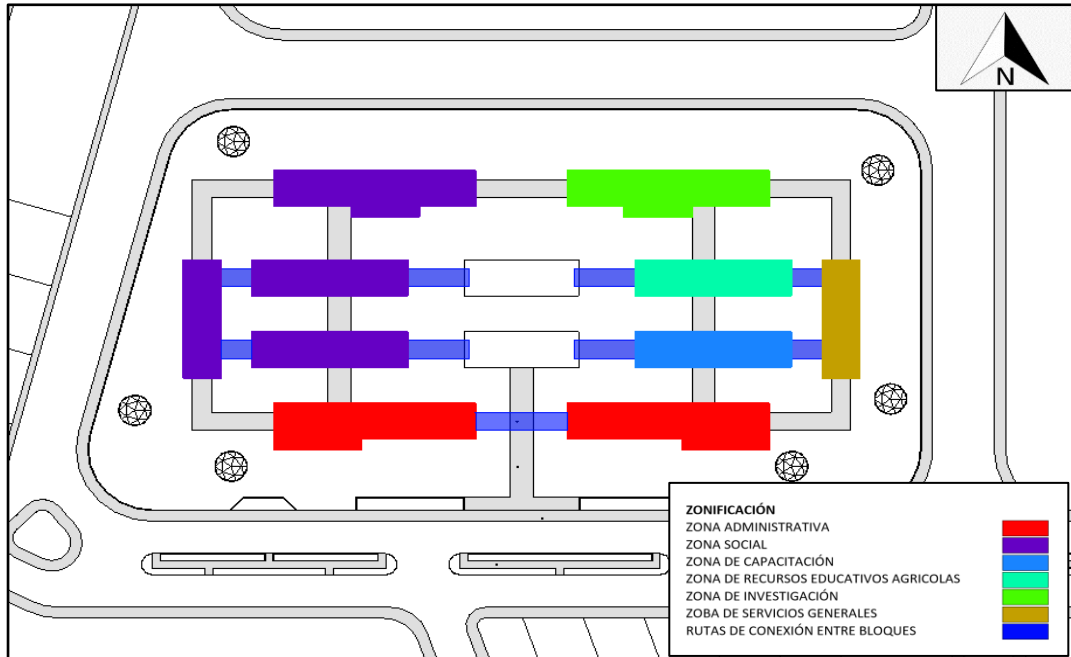 N
ZONIFICACIÓN
ZONA ADMINISTRATIVA
ZONA SOCIAL
ZONA DE CAPACITACIÓN
ZONA DE RECURSOS EDUCATIVOS AGRICOLAS
ZONA DE INVESTIGACIÓN
ZOBA DE SERVICIOS GENERALES
RUTAS DE CONEXIÓN ENTRE BLOQUES